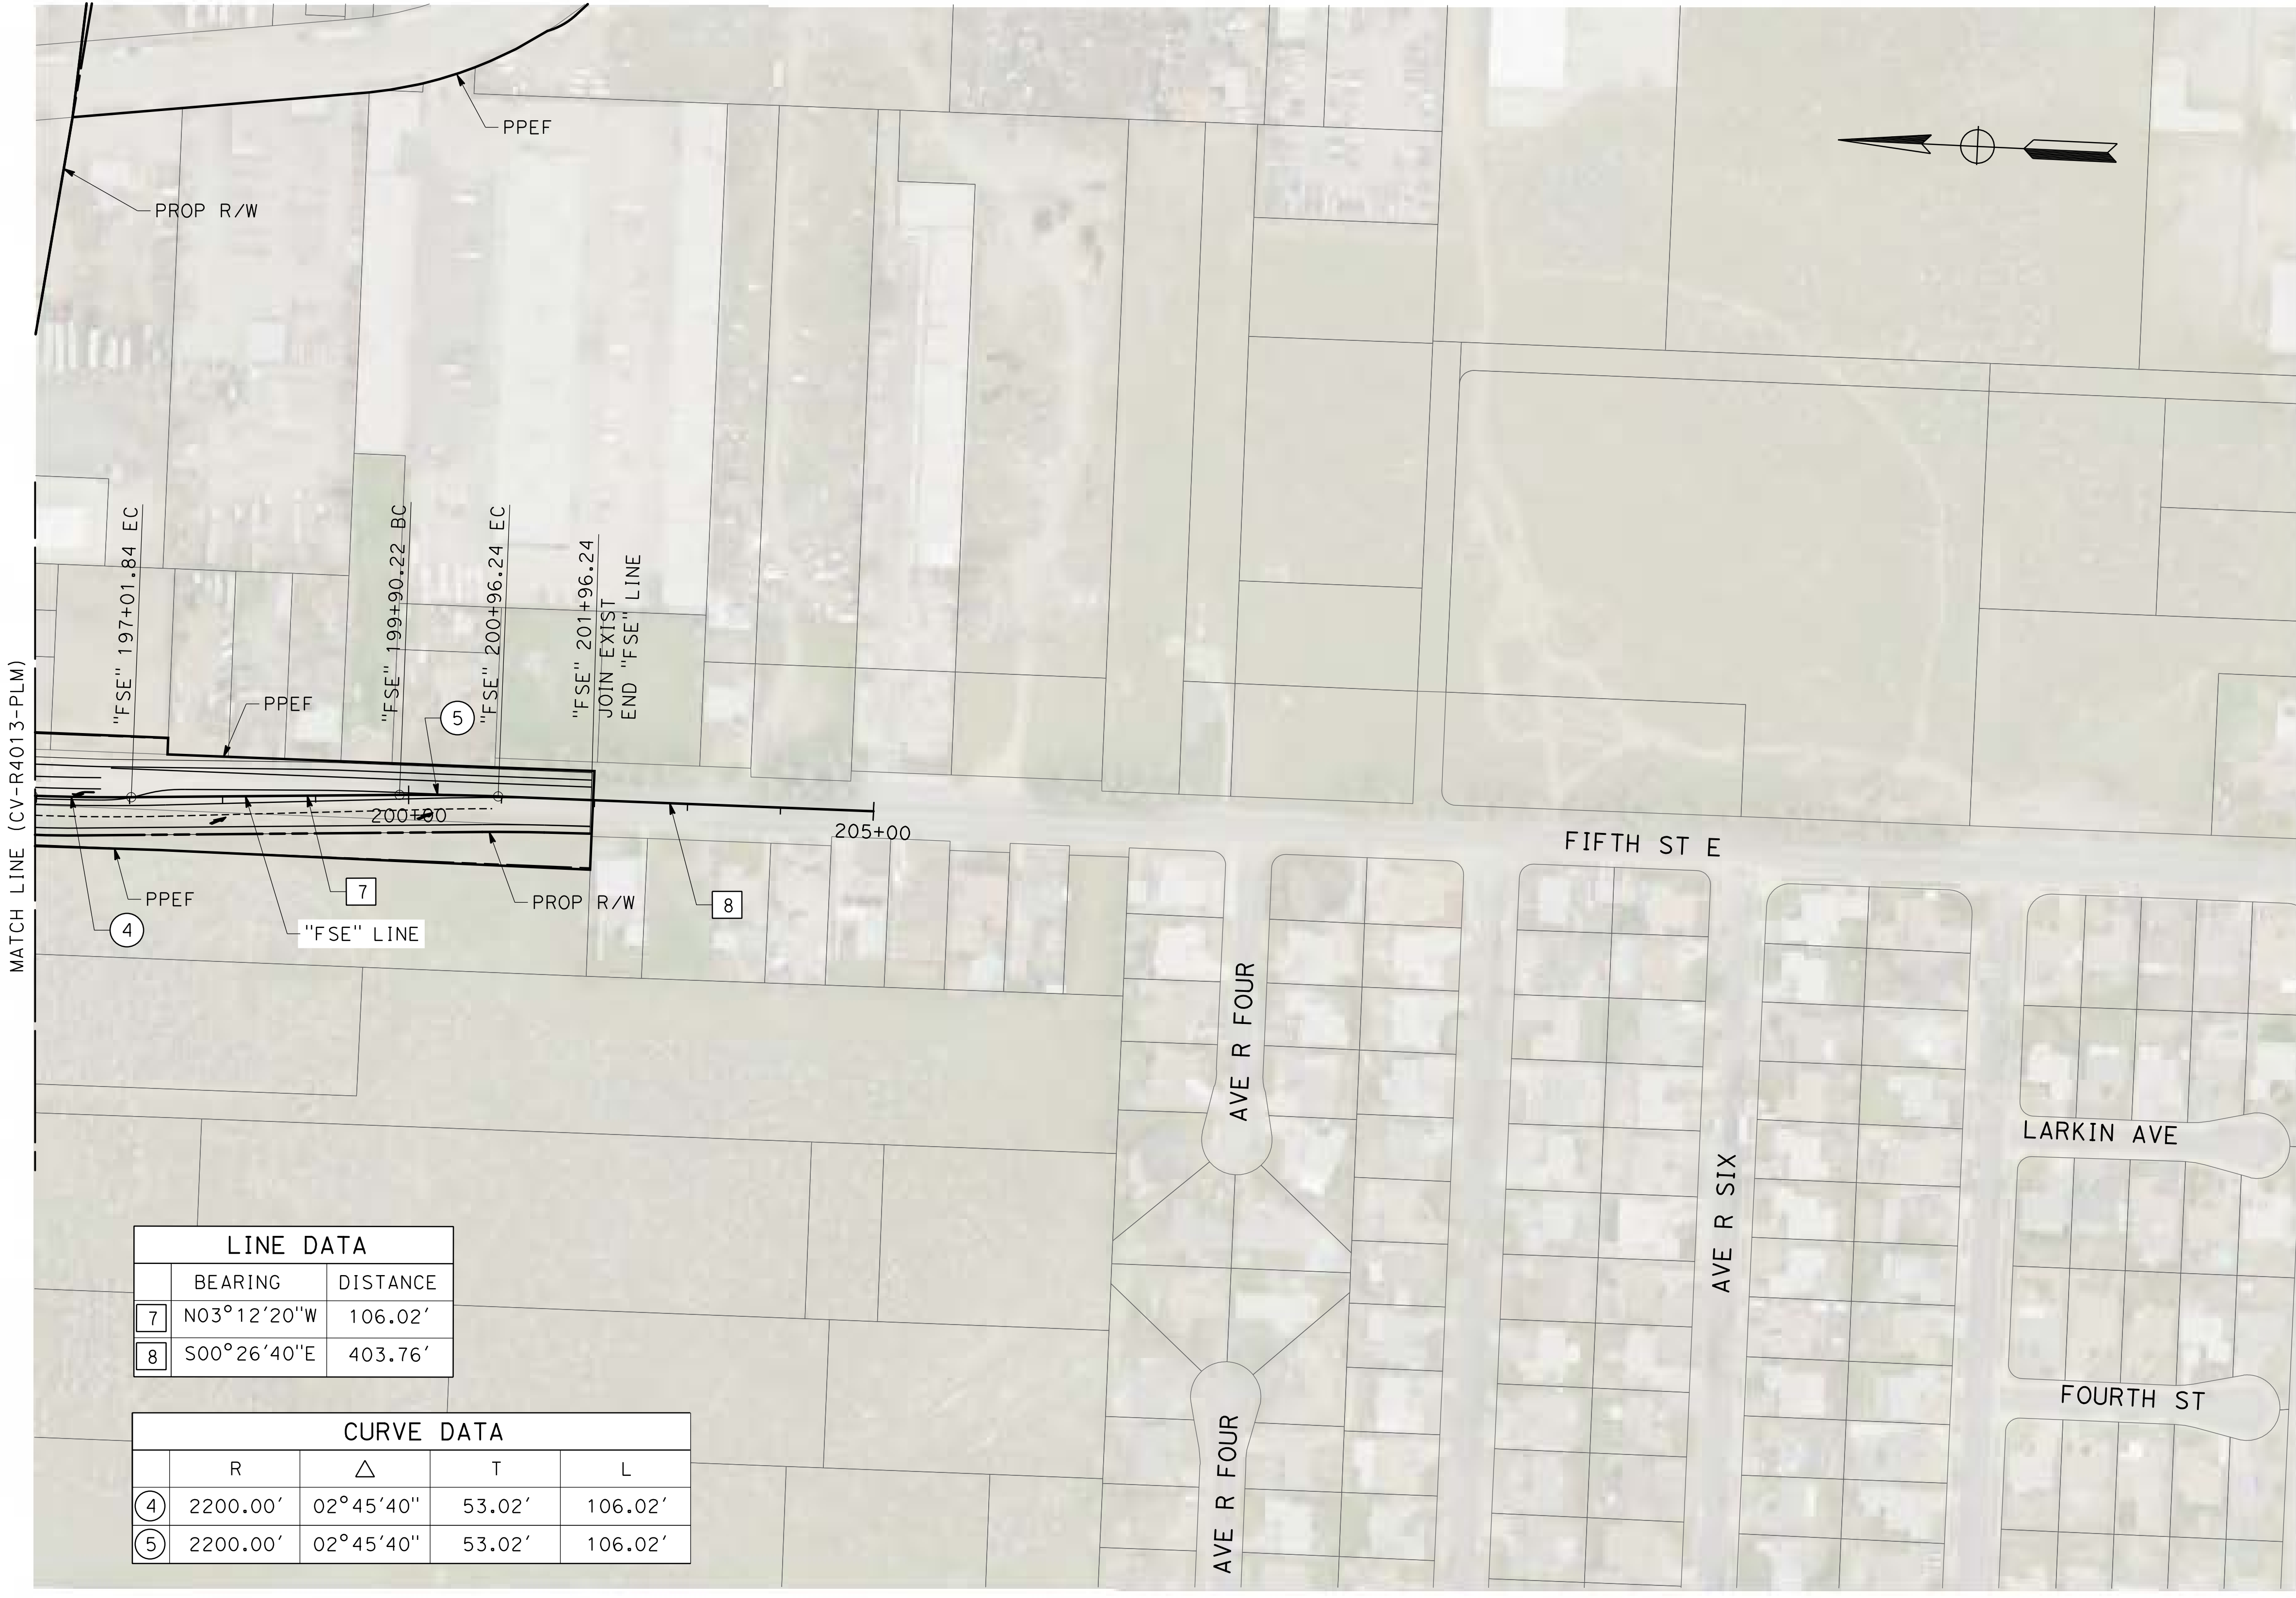 PPEF
PROP R/W
"FSE" 197+01.84 EC
"FSE" 199+90.22 BC
"FSE" 200+96.24 EC
"FSE" 201+96.24
JOIN EXIST
END "FSE" LINE
PPEF
5
MATCH LINE (CV-R4013-PLM)
200+00
205+00
FIFTH ST E
7
PPEF
PROP R/W
8
4
"FSE" LINE
AVE R FOUR
LARKIN AVE
AVE R SIX
FOURTH ST
AVE R FOUR
LINE DATA
BEARING DISTANCE
7 N03°12'20"W 106.02'
8 S00°26'40"E 403.76'
CURVE DATA
R △ T L
4 2200.00' 02°45'40" 53.02' 106.02'
5 2200.00' 02°45'40" 53.02' 106.02'